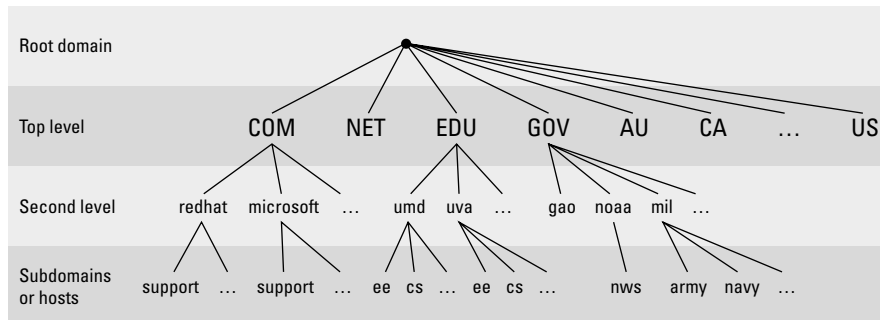 Root domain
Top level COM NET EDU GOV AU CA ... US
Second level redhat microsoft ... umd uva ... gao noaa mil ...
Subdomains
or hosts
support ... support ... ee cs ... ee cs ... nws army navy ...